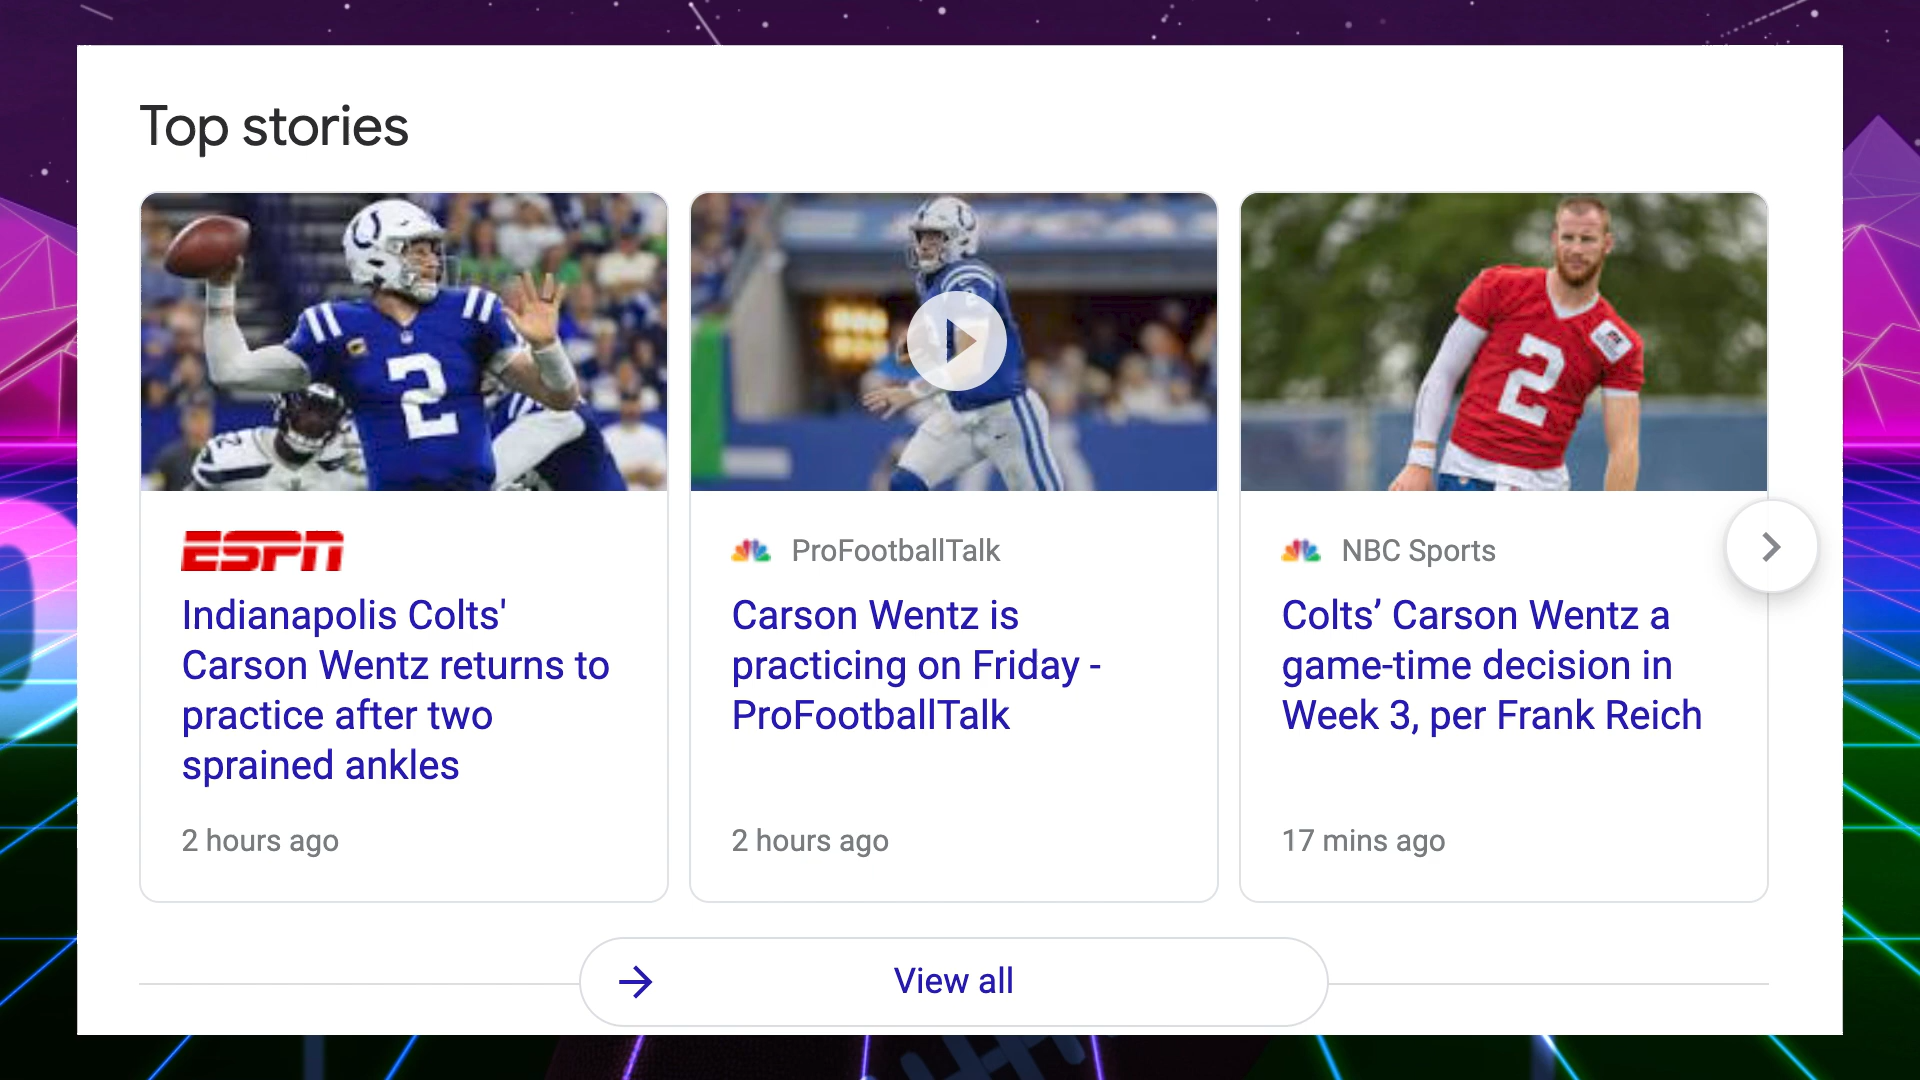 Top stories
2
2
ESPN
Indianapolis Colts'
Carson Wentz returns to
practice after two
sprained ankles
2 hours ago
ProFootballTalk
Carson Wentz is
practicing on Friday -
ProFootballTalk
2 hours ago
NBC Sports
Colts’ Carson Wentz a
game-time decision in
Week 3, per Frank Reich
17 mins ago
View all